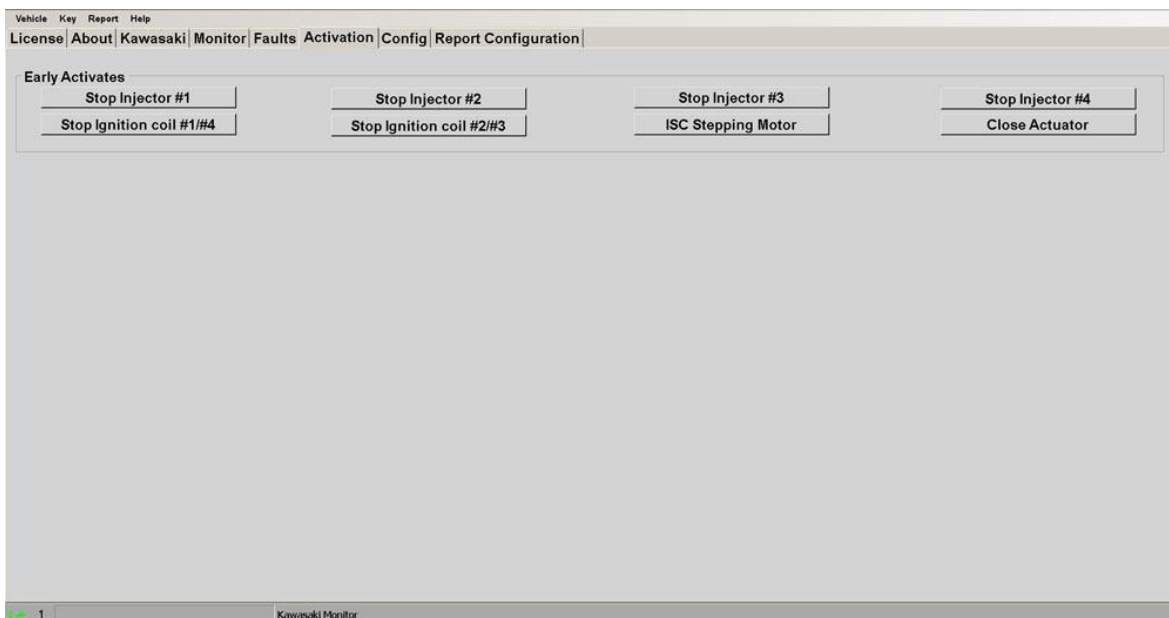 Vehicle Key Report Help
License About Kawasaki Monitor Faults Activation Config Report Configuration
Early Activates
Stop Injector #1 Stop Injector #2 Stop Injector #3 Stop Injector #4
Stop Ignition coil #1/#4 Stop Ignition coil #2/#3 ISC Stepping Motor Close Actuator
1 Kawasaki Monitor